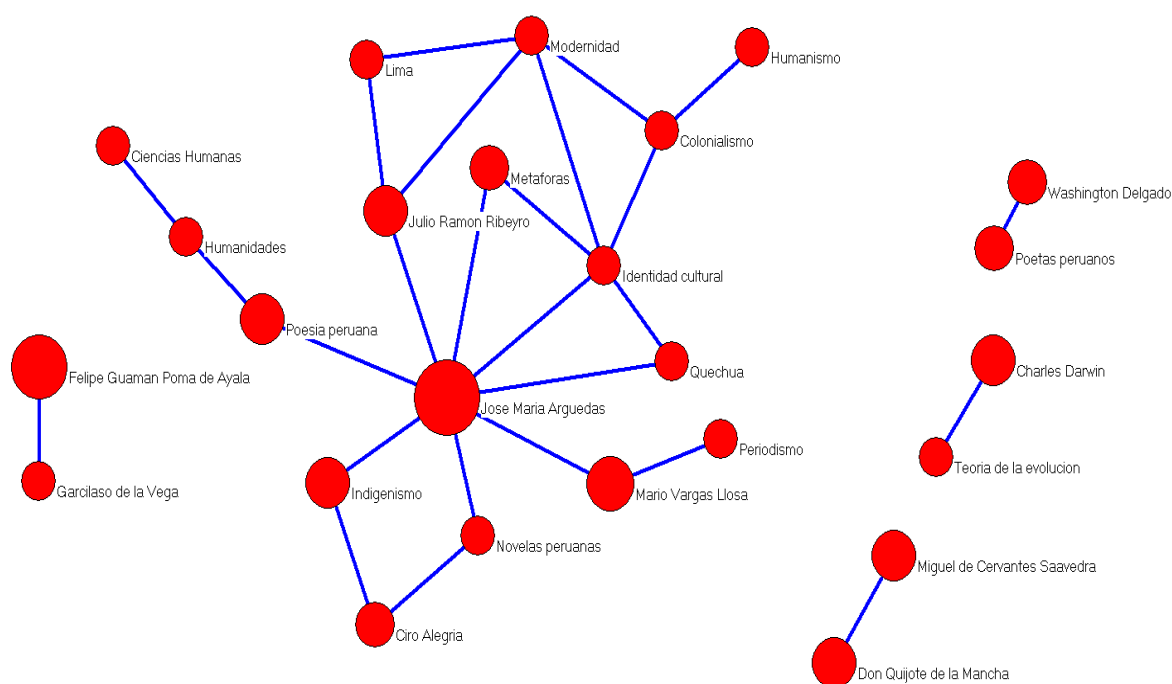 Modernidad
Humanismo
Lima
Colonialismo
Ciencias Humanas
Metaforas
Washington Delgado
Julio Ramon Ribeyro
Humanidades
Poetas peruanos
Identidad cultural
Poesia peruana
Quechua
Charles Darwin
Felipe Guaman Poma de Ayala
Jose Maria Arguedas
Periodismo
Teoria de la evolucion
Indigenismo
Mario Vargas Llosa
Garcilaso de la Vega
Novelas peruanas
Miguel de Cervantes Saavedra
Ciro Alegria
Don Quijote de la Mancha